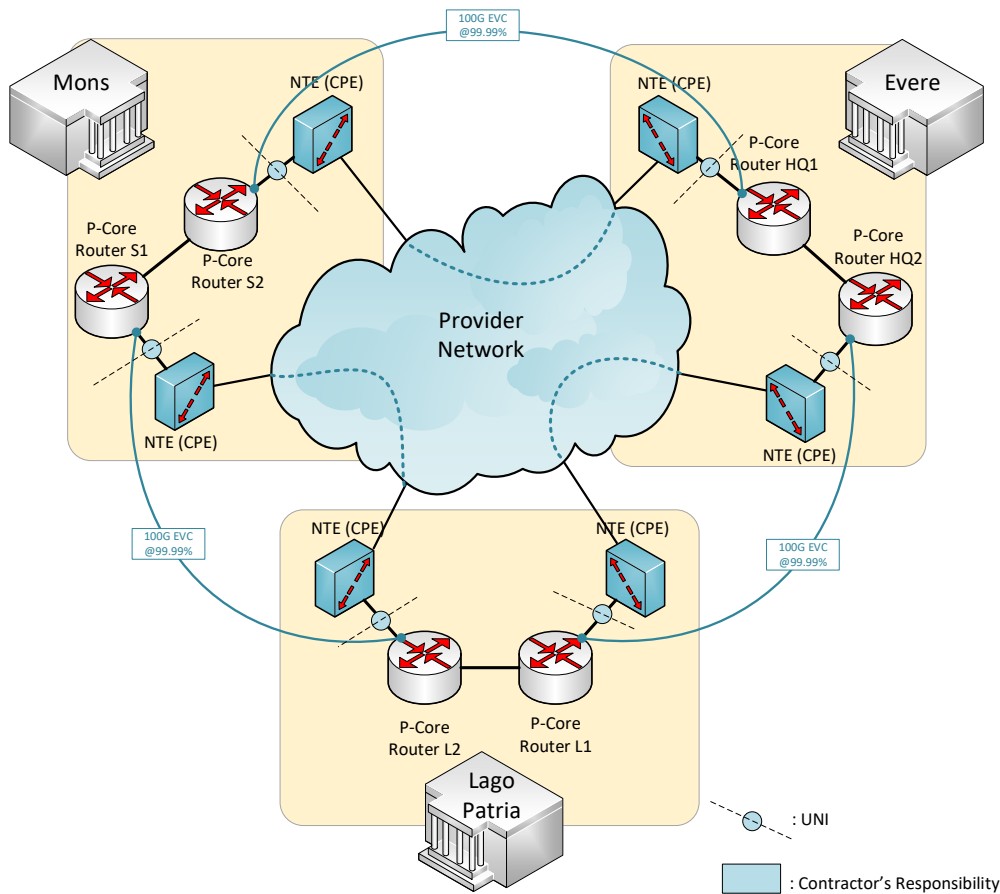 100G EVC
@99.99%
Mons
NTE (CPE)
NTE (CPE)
Evere
P-Core
Router HQ1
P-Core
Router S1
P-Core
Router S2
P-Core
Router HQ2
Provider
Network
NTE (CPE)
NTE (CPE)
100G EVC
@99.99%
NTE (CPE)
NTE (CPE)
100G EVC
@99.99%
P-Core
Router L2
P-Core
Router L1
Lago
Patria
: UNI
: Contractor's Responsibility